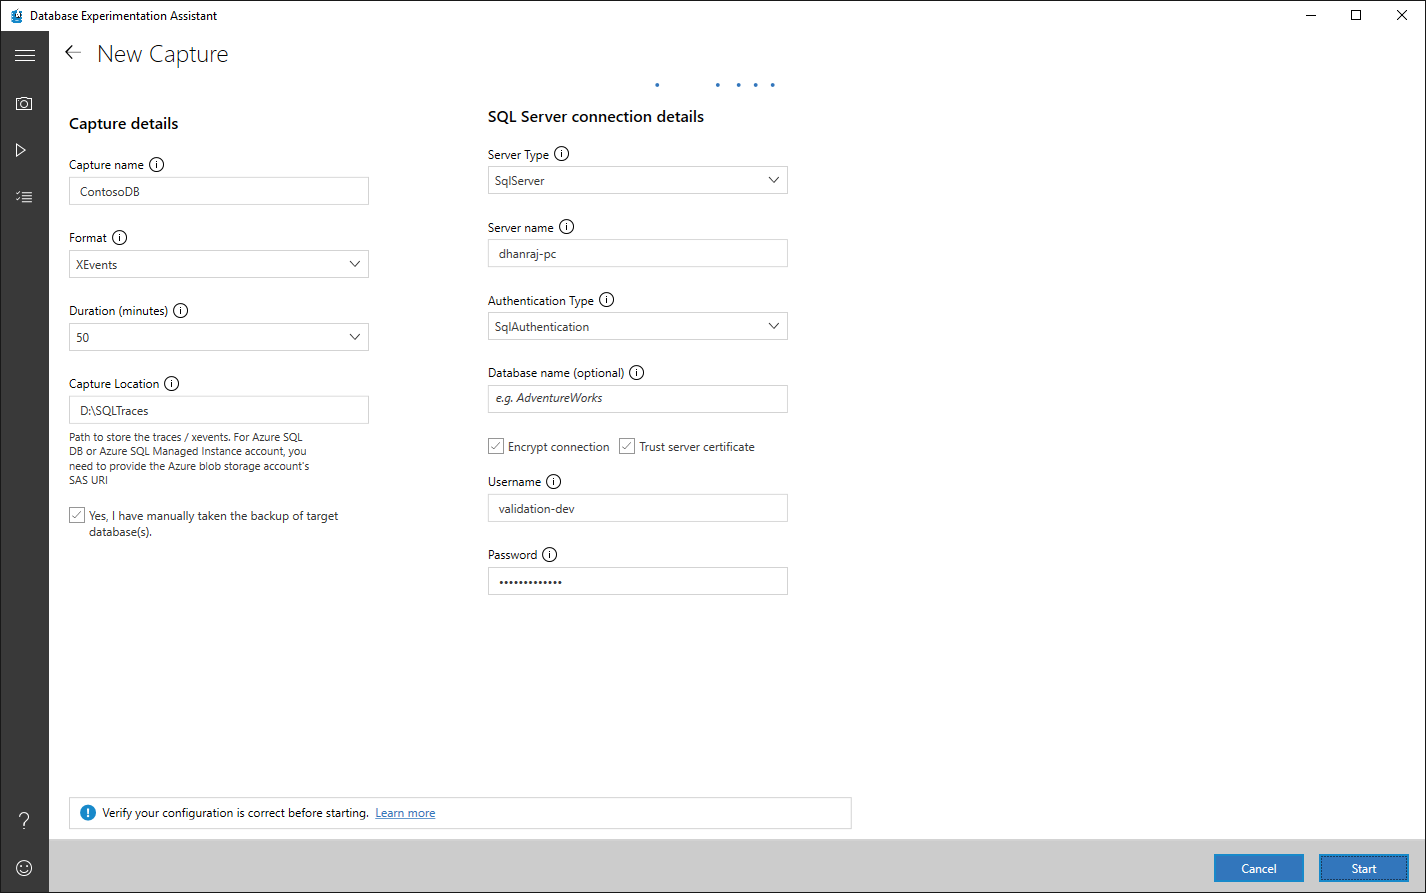 Database Experimentation Assistant
New Capture
Capture details
Capture name
ContosoDB
Format
XEvents
Duration (minutes)
50
Capture Location
D:\SQLTraces
Path to store the traces / xevents. For Azure SQL
DB or Azure SQL Managed Instance account, you
need to provide the Azure blob storage account's
SAS URI
Yes, I have manually taken the backup of target
database(s).
SQL Server connection details
Server Type
SqlServer
Server name
dhanraj-pc
Authentication Type
SqlAuthentication
Database name (optional)
e.g. AdventureWorks
Encrypt connection Trust server certificate
Username
validation-dev
Password
•••••••••••••
Verify your configuration is correct before starting. Learn more
Cancel Start